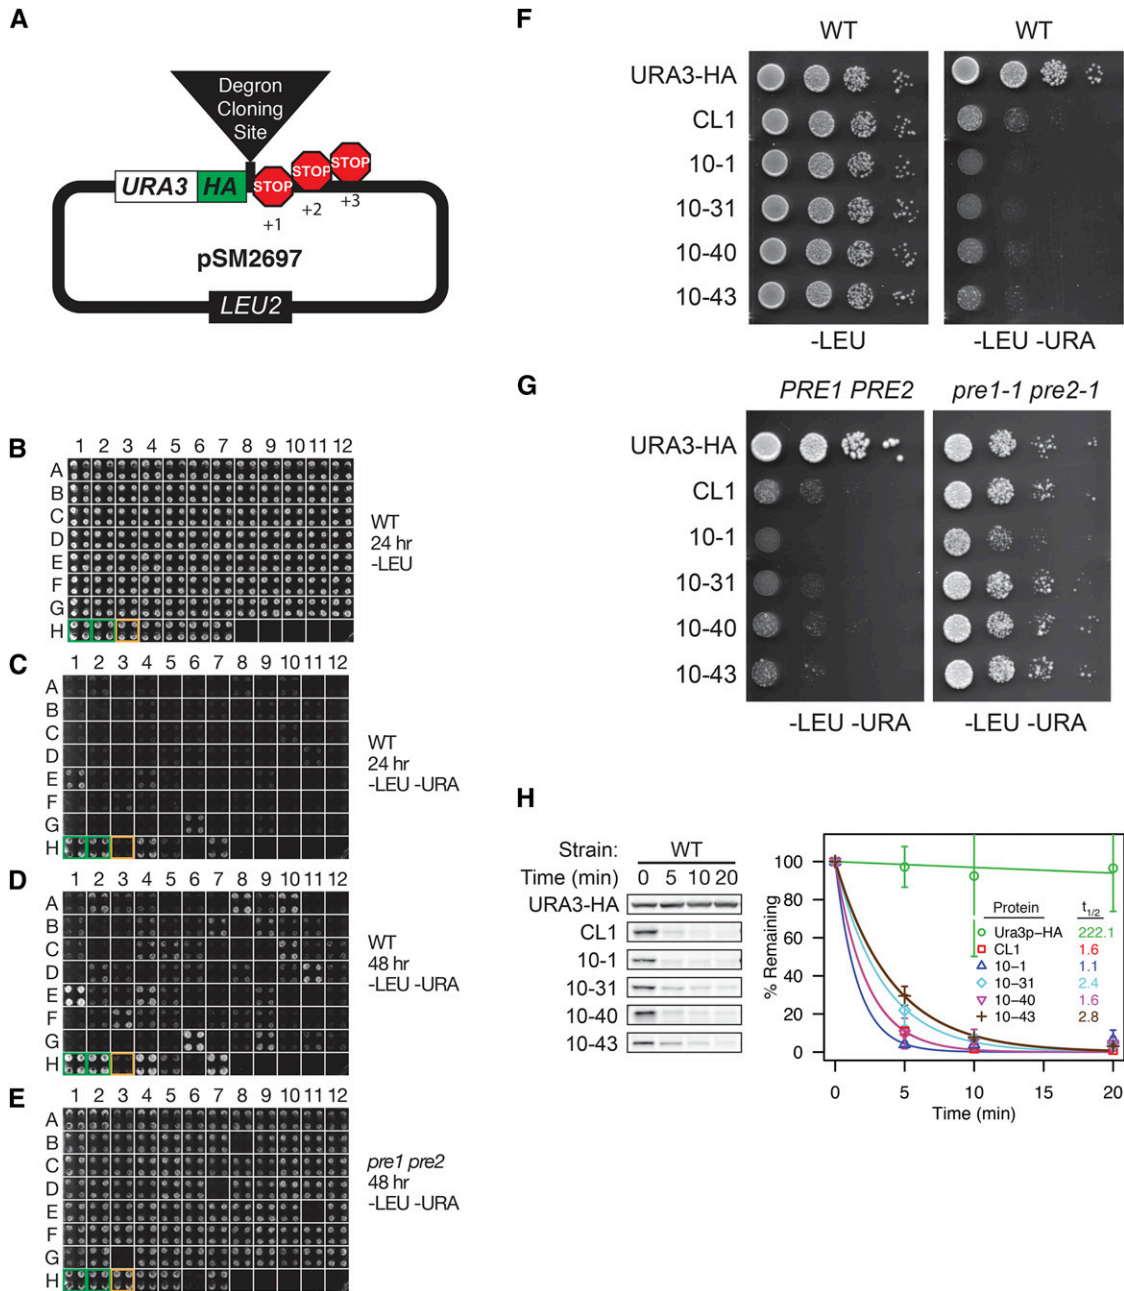 A
Degron
Cloning
Site
URA3 HA
STOP STOP STOP
+1 +2 +3
pSM2697
LEU2
B
1 2 3 4 5 6 7 8 9 10 11 12
A
B
C
D
E
F
G
H
WT
24 hr
-LEU
C
1 2 3 4 5 6 7 8 9 10 11 12
A
B
C
D
E
F
G
H
WT
24 hr
-LEU -URA
D
1 2 3 4 5 6 7 8 9 10 11 12
A
B
C
D
E
F
G
H
WT
48 hr
-LEU -URA
E
1 2 3 4 5 6 7 8 9 10 11 12
A
B
C
D
E
F
G
H
pre1 pre2
48 hr
-LEU -URA
F
WT WT
URA3-HA
CL1
10-1
10-31
10-40
10-43
-LEU -LEU -URA
G
PRE1 PRE2 pre1-1 pre2-1
URA3-HA
CL1
10-1
10-31
10-40
10-43
-LEU -URA -LEU -URA
H
Strain: WT
Time (min) 0 5 10 20
URA3-HA
CL1
10-1
10-31
10-40
10-43
% Remaining
100
80
60
40
20
0
Protein t1/2
Ura3p-HA 222.1
CL1 1.6
10-1 1.1
10-31 2.4
10-40 1.6
10-43 2.8
0 5 10 15 20
Time (min)